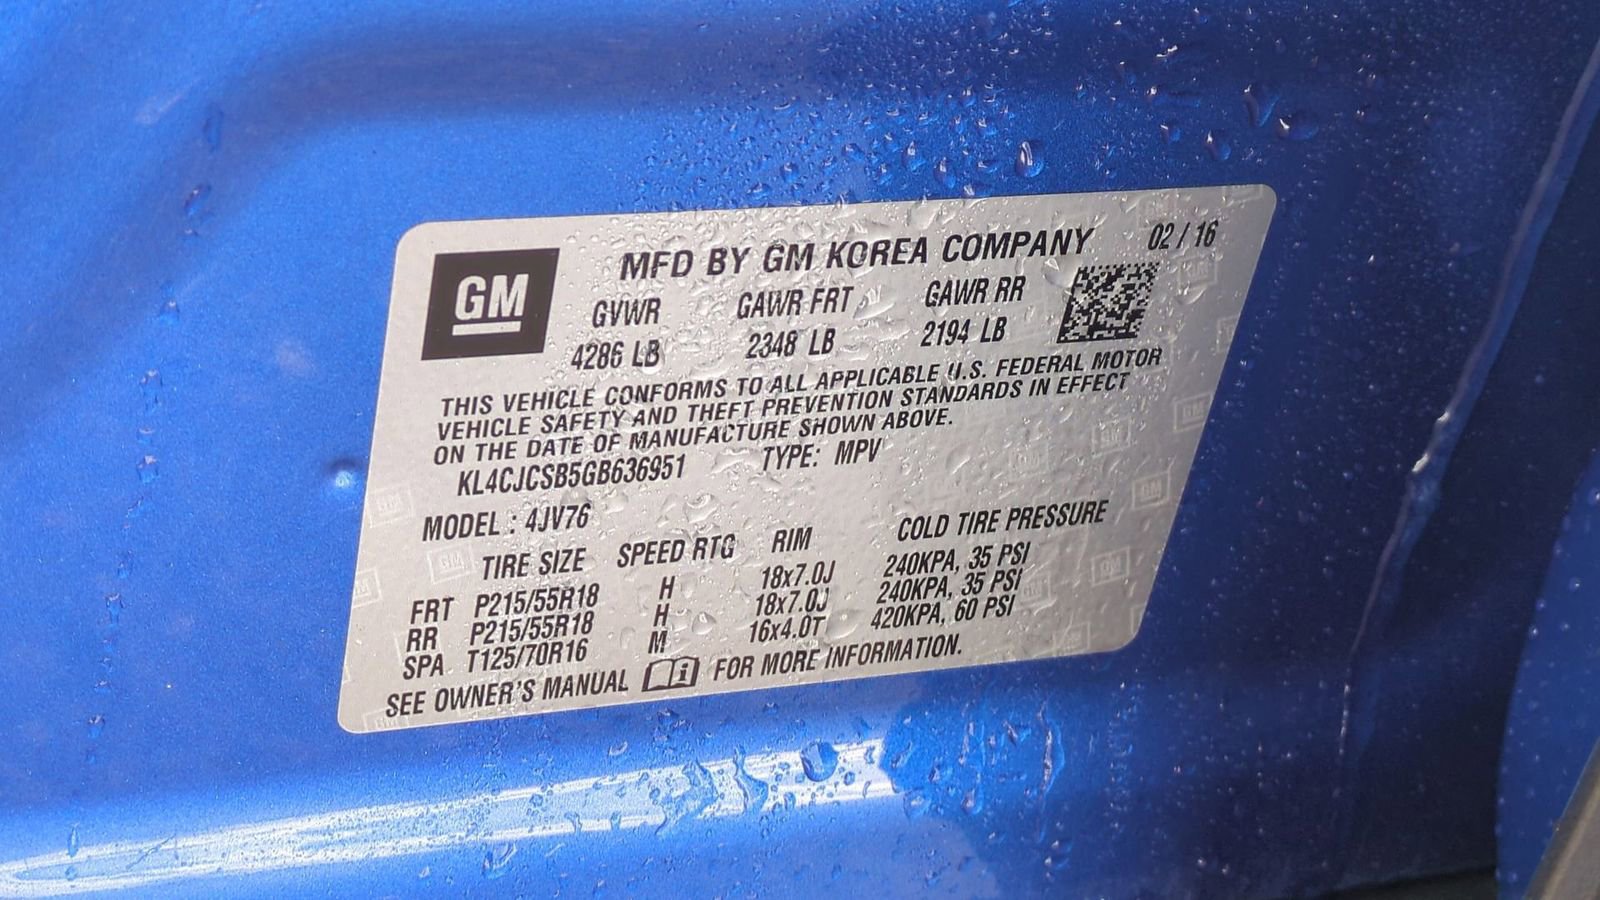 GM
MFD BY GM KOREA COMPANY 02 / 16
GVWR GAWR FRT GAWR RR
4286 LB 2348 LB 2194 LB
THIS VEHICLE CONFORMS TO ALL APPLICABLE U.S. FEDERAL MOTOR
VEHICLE SAFETY AND THEFT PREVENTION STANDARDS IN EFFECT
ON THE DATE OF MANUFACTURE SHOWN ABOVE.
KL4CJCSB5GB636951 TYPE: MPV
MODEL : 4JV76
TIRE SIZE SPEED RTG RIM COLD TIRE PRESSURE
FRT P215/55R18 H 18x7.0J 240KPA, 35 PSI
RR P215/55R18 H 18x7.0J 240KPA, 35 PSI
SPA T125/70R16 M 16x4.0T 420KPA, 60 PSI
SEE OWNER'S MANUAL i FOR MORE INFORMATION.